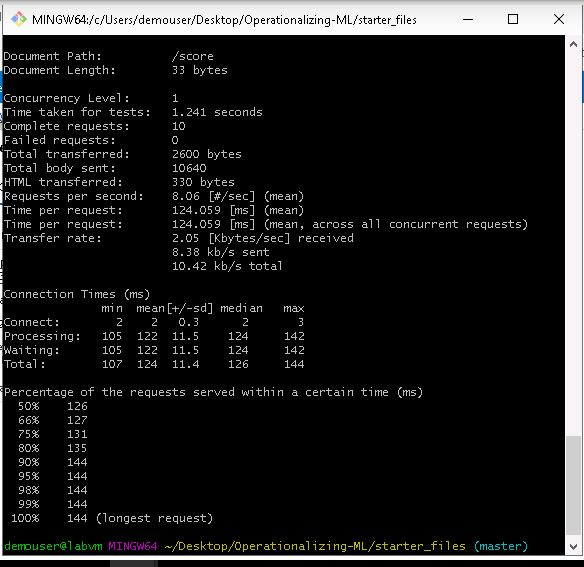 MINGW64:/c/Users/demouser/Desktop/Operationalizing-ML/starter_files
Document Path: /score
Document Length: 33 bytes
Concurrency Level: 1
Time taken for tests: 1.241 seconds
Complete requests: 10
Failed requests: 0
Total transferred: 2600 bytes
Total body sent: 10640
HTML transferred: 330 bytes
Requests per second: 8.06 [#/sec] (mean)
Time per request: 124.059 [ms] (mean)
Time per request: 124.059 [ms] (mean, across all concurrent requests)
Transfer rate: 2.05 [Kbytes/sec] received
8.38 kb/s sent
10.42 kb/s total
Connection Times (ms)
min mean[+/-sd] median max
Connect: 2 2 0.3 2 3
Processing: 105 122 11.5 124 142
Waiting: 105 122 11.5 124 142
Total: 107 124 11.4 126 144
Percentage of the requests served within a certain time (ms)
50% 126
66% 127
75% 131
80% 135
90% 144
95% 144
98% 144
99% 144
100% 144 (longest request)
demouser@labvm MINGW64 ~/Desktop/Operationalizing-ML/starter_files (master)